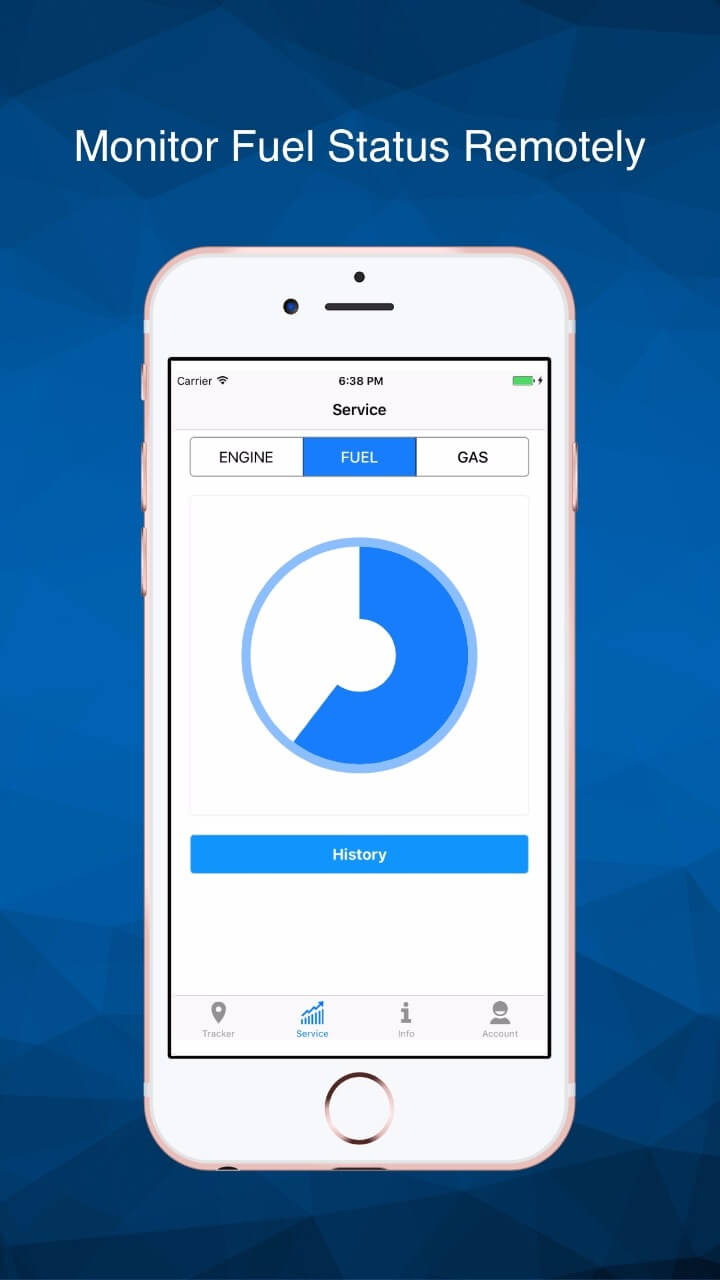 Monitor Fuel Status Remotely
Carrier 6:38 PM
Service
ENGINE FUEL GAS
History
Tracker Service Info Account